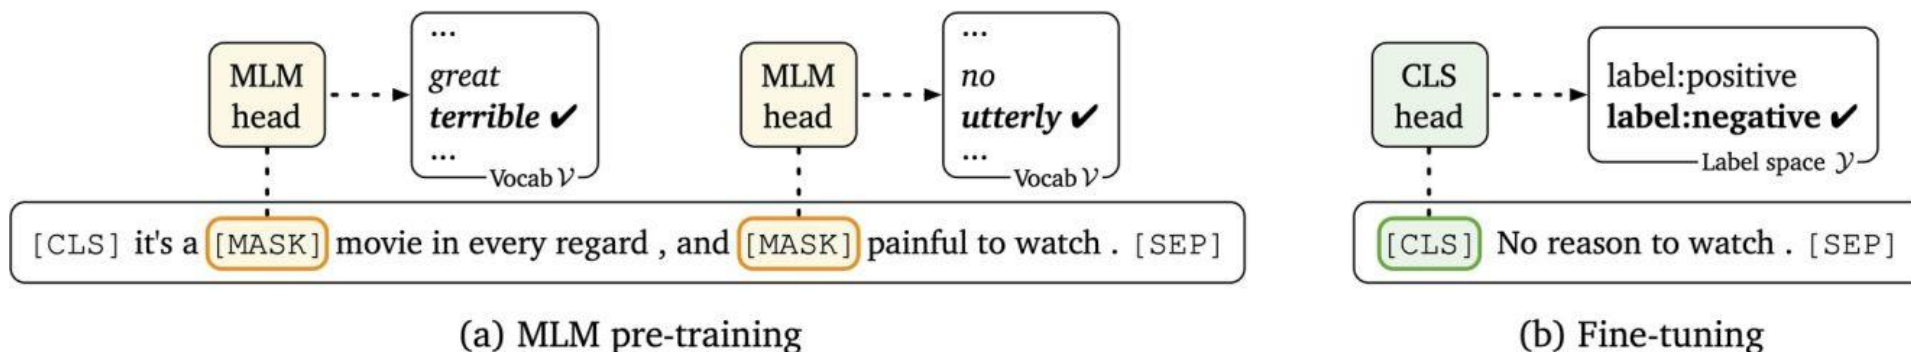 MLM
head
...
great
terrible ✔
...
Vocab 𝒱
MLM
head
...
no
utterly ✔
...
Vocab 𝒱
[CLS] it's a [MASK] movie in every regard , and [MASK] painful to watch . [SEP]
(a) MLM pre-training
CLS
head
label:positive
label:negative ✔
Label space 𝒴
[CLS] No reason to watch . [SEP]
(b) Fine-tuning